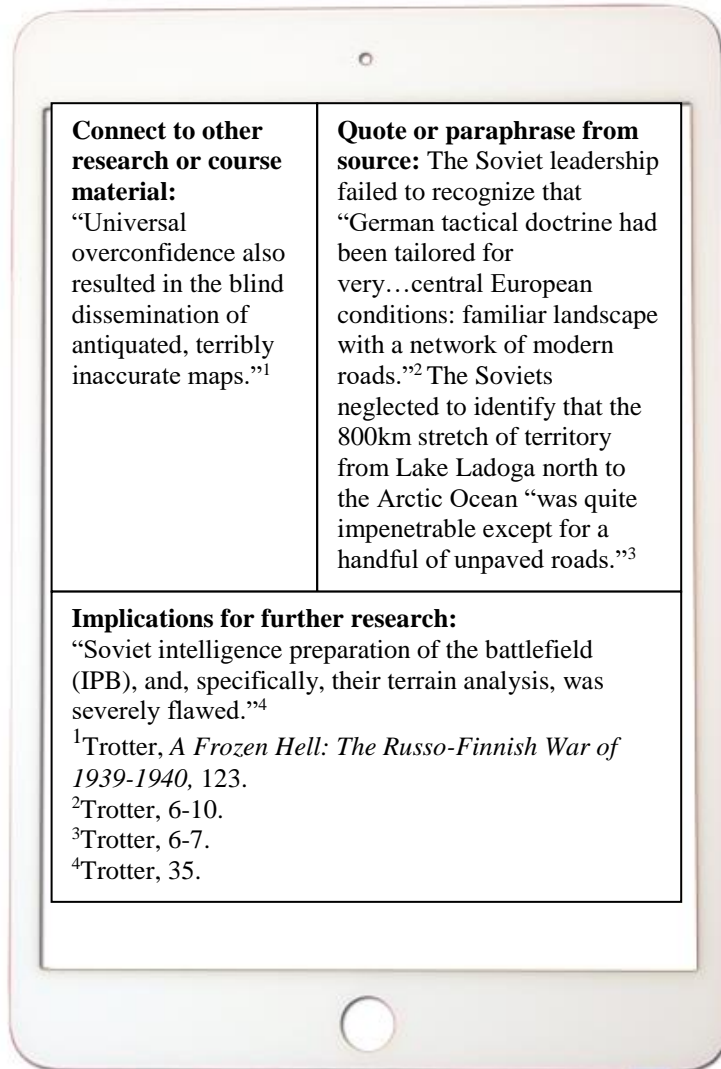 Connect to other
research or course
material:
“Universal
overconfidence also
resulted in the blind
dissemination of
antiquated, terribly
inaccurate maps.”1
Quote or paraphrase from
source: The Soviet leadership
failed to recognize that
“German tactical doctrine had
been tailored for
very…central European
conditions: familiar landscape
with a network of modern
roads.”2 The Soviets
neglected to identify that the
800km stretch of territory
from Lake Ladoga north to
the Arctic Ocean “was quite
impenetrable except for a
handful of unpaved roads.”3
Implications for further research:
“Soviet intelligence preparation of the battlefield
(IPB), and, specifically, their terrain analysis, was
severely flawed.”4
1Trotter, A Frozen Hell: The Russo-Finnish War of
1939-1940, 123.
2Trotter, 6-10.
3Trotter, 6-7.
4Trotter, 35.